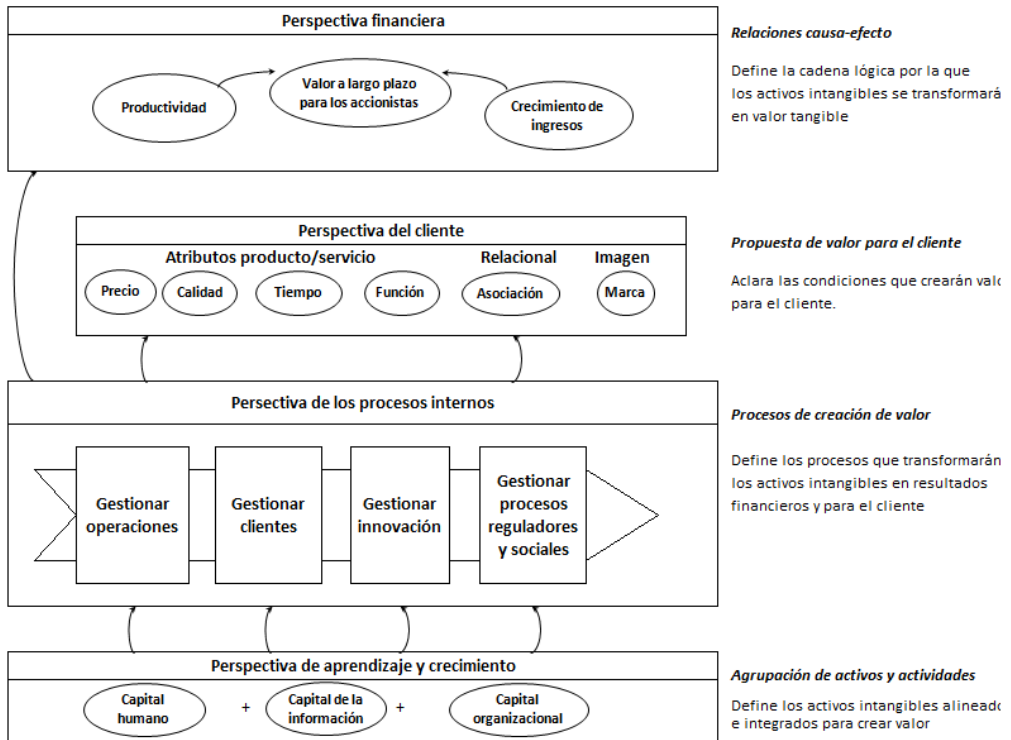 Perspectiva financiera
Productividad
Valor a largo plazo
para los accionistas
Crecimiento de
ingresos
Relaciones causa-efecto
Define la cadena lógica por la que
los activos intangibles se transformará
en valor tangible
Perspectiva del cliente
Atributos producto/servicio
Relacional
Imagen
Precio
Calidad
Tiempo
Función
Asociación
Marca
Propuesta de valor para el cliente
Aclara las condiciones que crearán valo
para el cliente.
Persectiva de los procesos internos
Gestionar
operaciones
Gestionar
clientes
Gestionar
innovación
Gestionar
procesos
reguladores
y sociales
Procesos de creación de valor
Define los procesos que transformarán
los activos intangibles en resultados
financieros y para el cliente
Perspectiva de aprendizaje y crecimiento
Capital
humano
+
Capital de la
información
+
Capital
organizacional
Agrupación de activos y actividades
Define los activos intangibles alineado
e integrados para crear valor